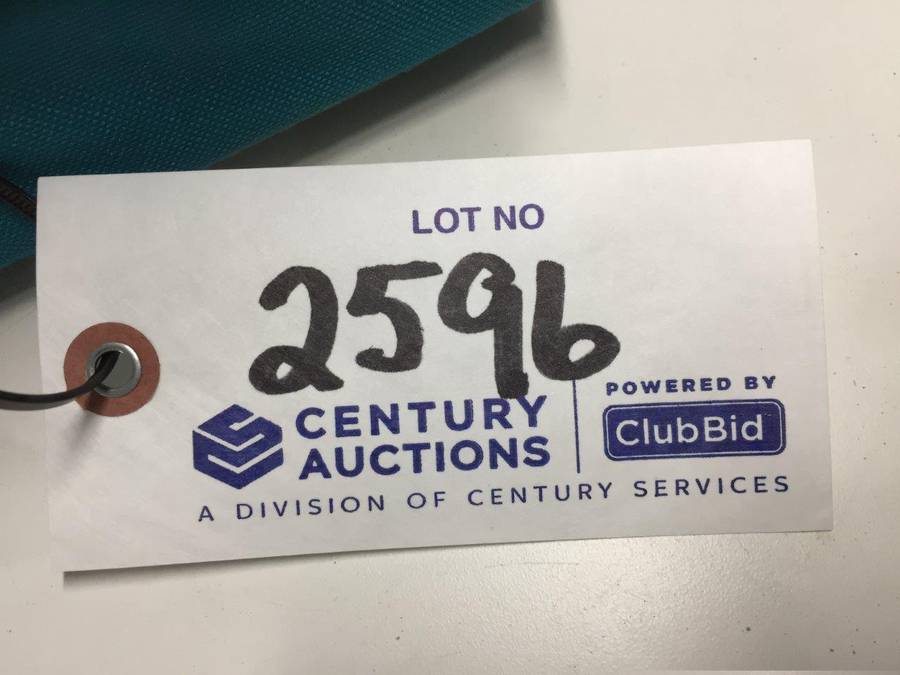 LOT NO
2596
CENTURY AUCTIONS
POWERED BY
ClubBid
A DIVISION OF CENTURY SERVICES